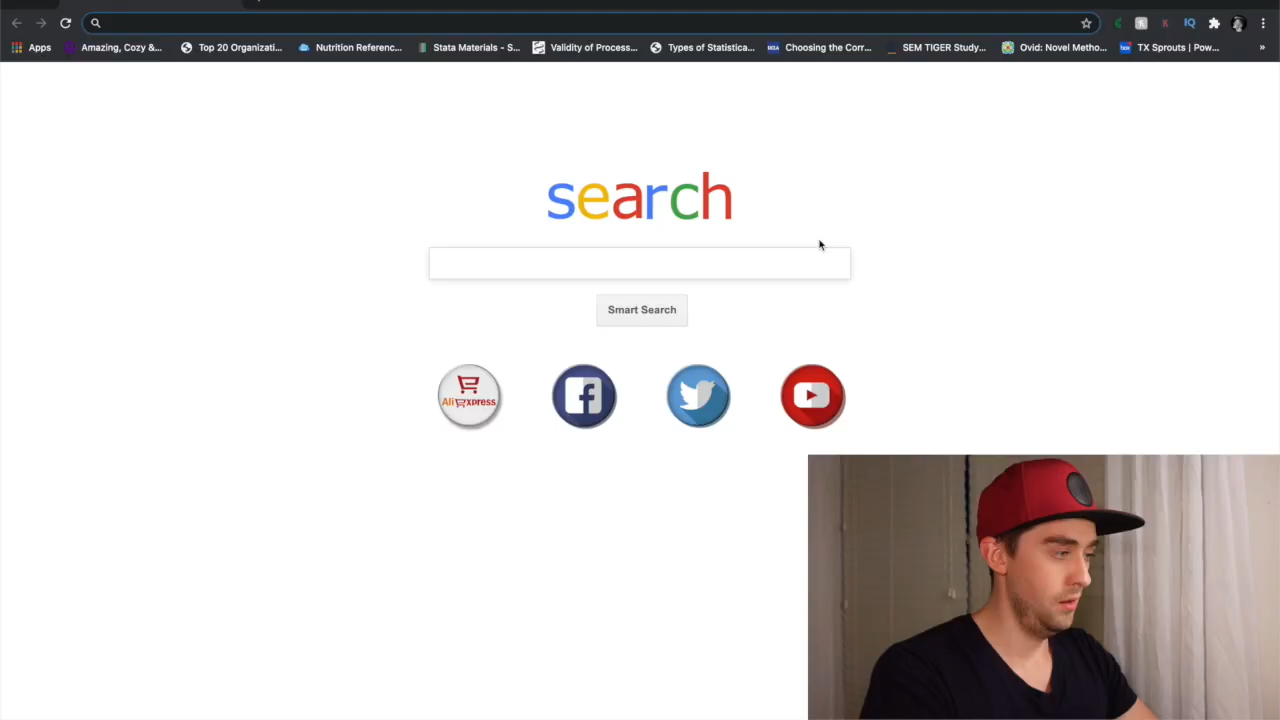 Apps Amazing, Cozy &... Top 20 Organizati... Nutrition Referenc... Stata Materials - S... Validity of Process... Types of Statistica... Choosing the Corr... SEM TIGER Study... Ovid: Novel Metho... TX Sprouts | Pow... »
search
Smart Search
AliExpress